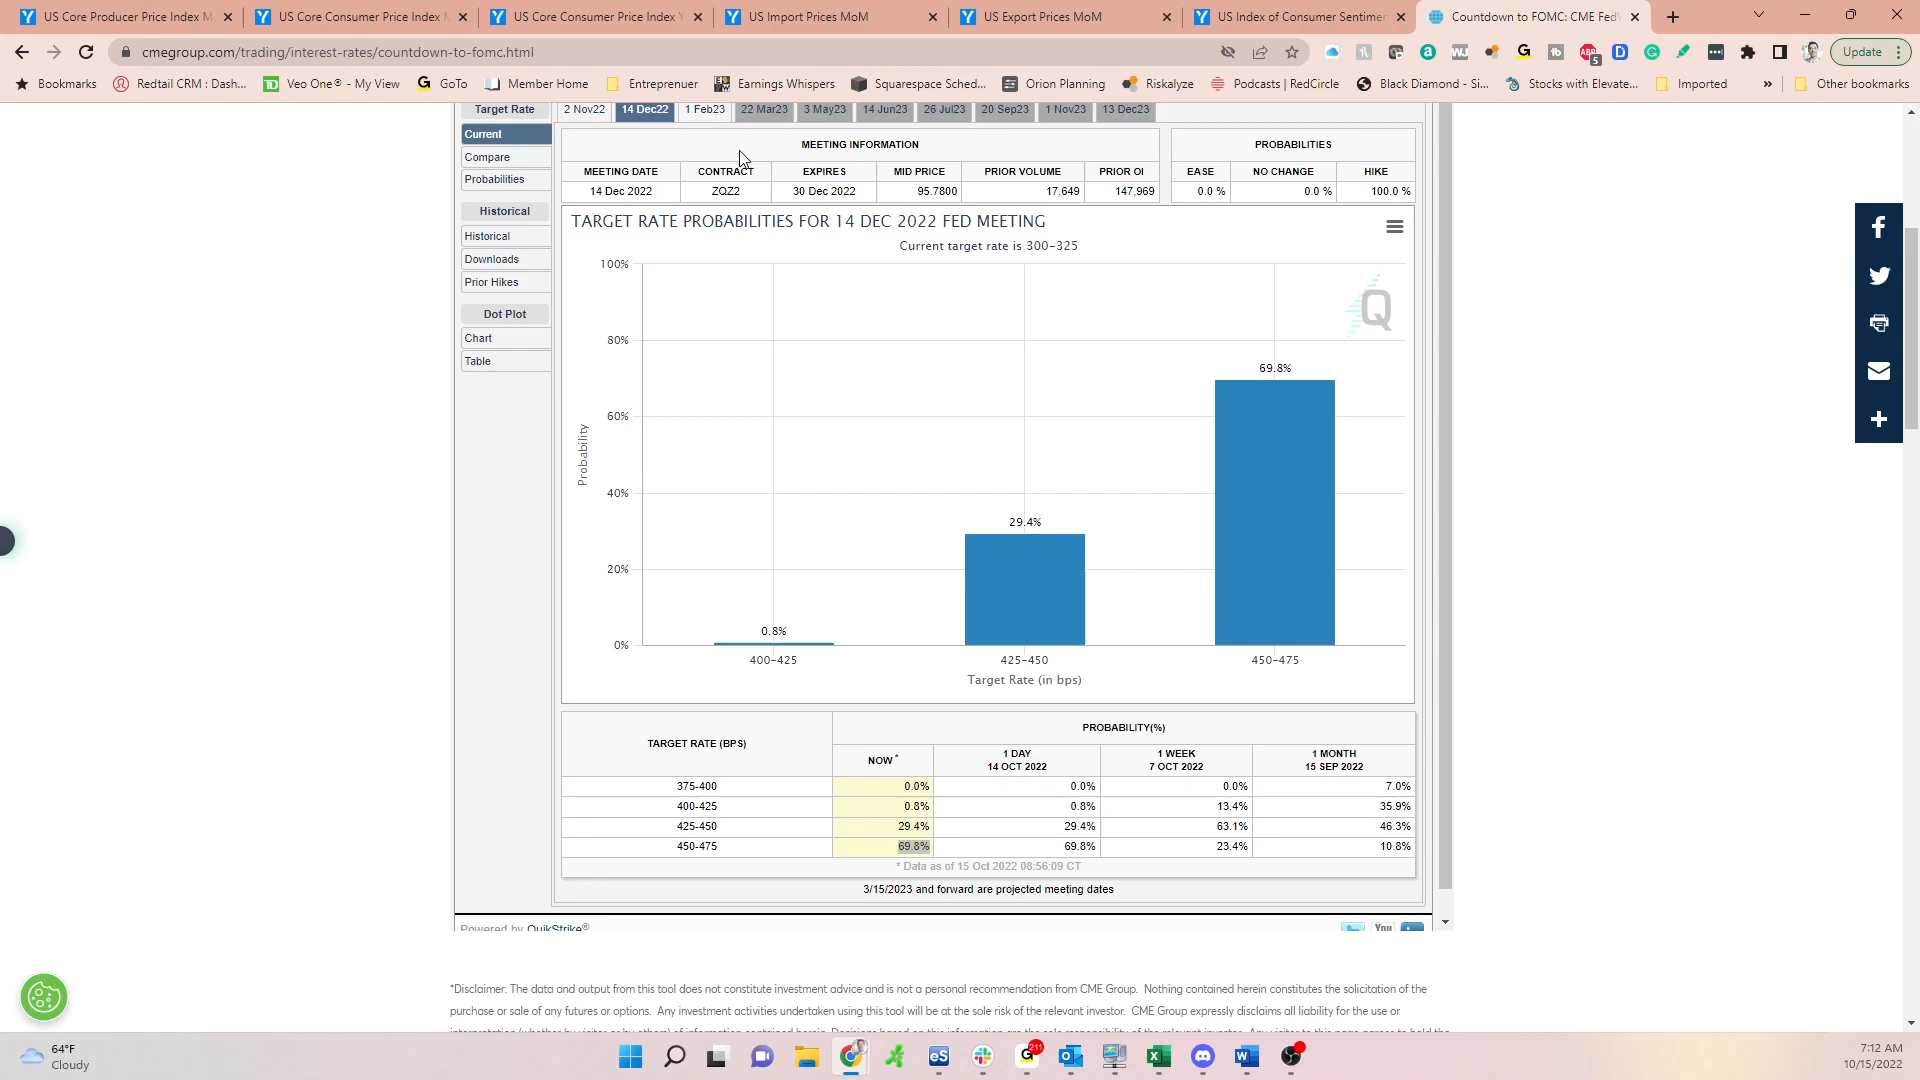 US Core Producer Price Index M
US Core Consumer Price Index M
US Core Consumer Price Index Y
US Import Prices MoM
US Export Prices MoM
US Index of Consumer Sentimen
Countdown to FOMC: CME FedW
cmegroup.com/trading/interest-rates/countdown-to-fomc.html
Update
Bookmarks
Redtail CRM : Dash...
Veo One® - My View
GoTo
Member Home
Entrepreneur
Earnings Whispers
Squarespace Sched...
Orion Planning
Riskalyze
Podcasts | RedCircle
Black Diamond - Si...
Stocks with Elevate...
Imported
»
Other bookmarks
Target Rate
2 Nov22 14 Dec22 1 Feb23 22 Mar23 3 May23 14 Jun23 26 Jul23 20 Sep23 1 Nov23 13 Dec23
Current
Compare
Probabilities
Historical
Historical
Downloads
Prior Hikes
Dot Plot
Chart
Table
MEETING INFORMATION
MEETING DATE CONTRACT EXPIRES MID PRICE PRIOR VOLUME PRIOR OI
14 Dec 2022 ZQZ2 30 Dec 2022 95.7800 17,649 147,969
PROBABILITIES
EASE NO CHANGE HIKE
0.0 % 0.0 % 100.0 %
TARGET RATE PROBABILITIES FOR 14 DEC 2022 FED MEETING
Current target rate is 300-325
100%
80%
60%
40%
20%
0%
Probability
Q
0.8%
29.4%
69.8%
400-425
425-450
450-475
Target Rate (in bps)
TARGET RATE (BPS)
PROBABILITY(%)
NOW *
1 DAY
14 OCT 2022
1 WEEK
7 OCT 2022
1 MONTH
15 SEP 2022
375-400 0.0% 0.0% 0.0% 7.0%
400-425 0.8% 0.8% 13.4% 35.9%
425-450 29.4% 29.4% 63.1% 46.3%
450-475 69.8% 69.8% 23.4% 10.8%
* Data as of 15 Oct 2022 08:56:09 CT
3/15/2023 and forward are projected meeting dates
Powered by QuikStrike®
You
*Disclaimer: The data and output from this tool does not constitute investment advice and is not a personal recommendation from CME Group. Nothing contained herein constitutes the solicitation of the
purchase or sale of any futures or options. Any investment activities undertaken using this tool will be at the sole risk of the relevant investor. CME Group expressly disclaims all liability for the use or
64°F
Cloudy
211
7:12 AM
10/15/2022